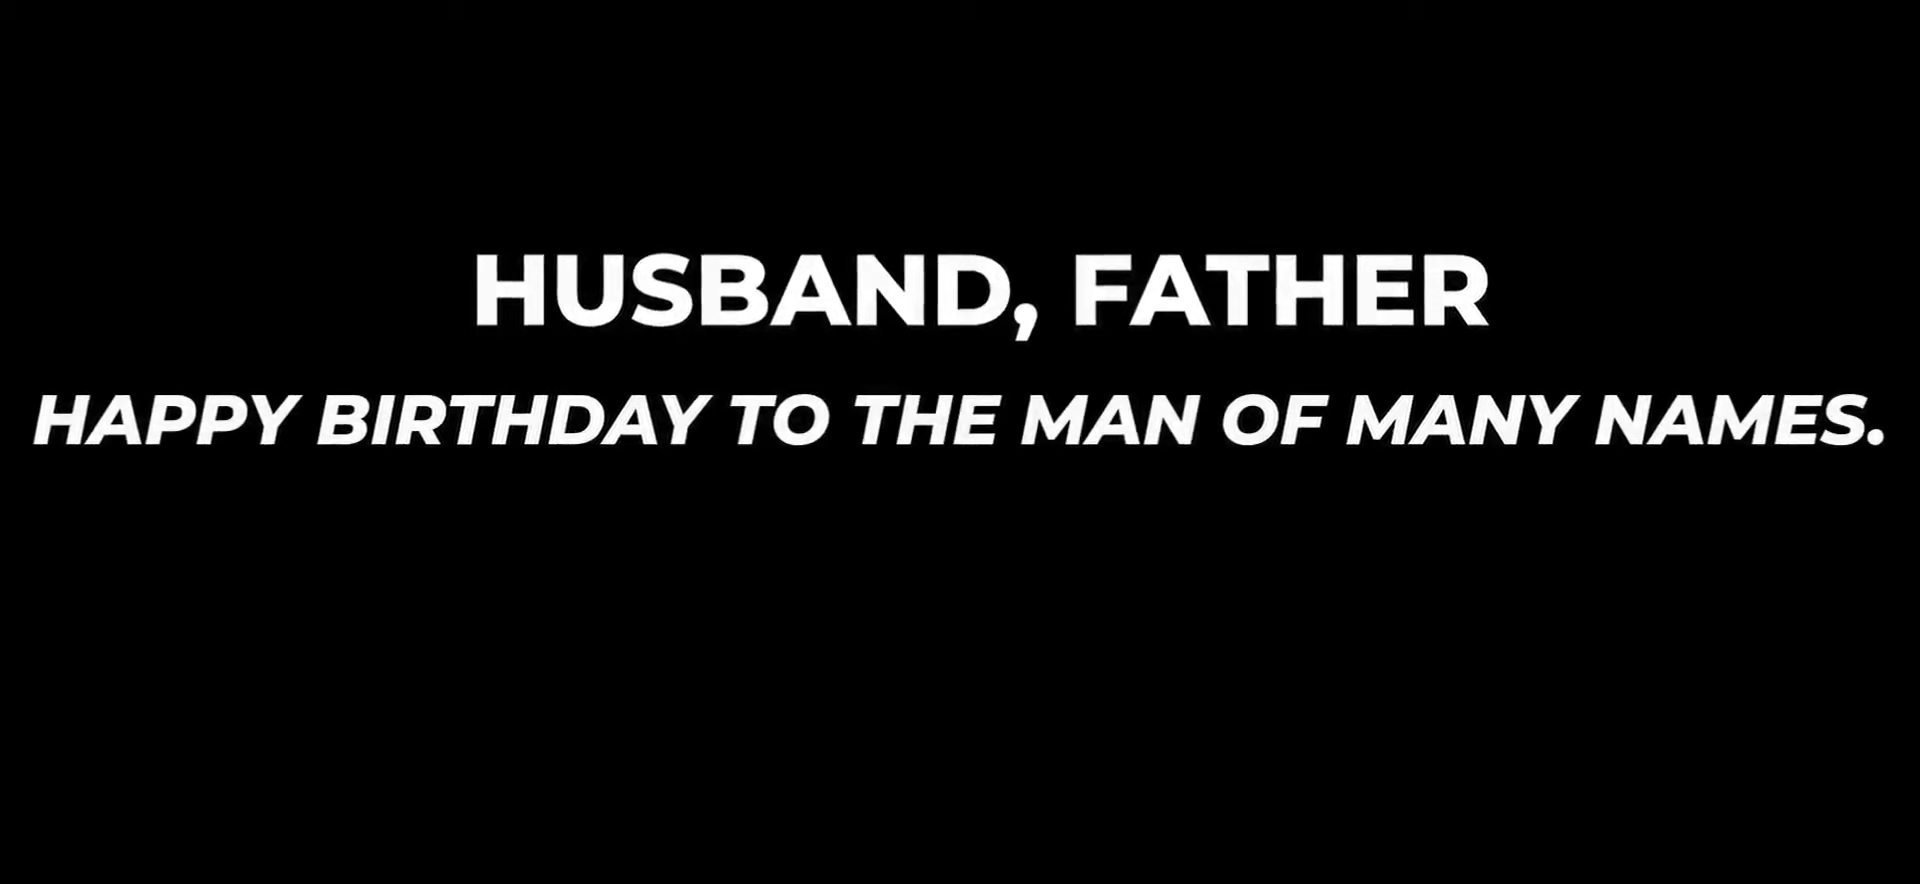 HUSBAND, FATHER
HAPPY BIRTHDAY TO THE MAN OF MANY NAMES.